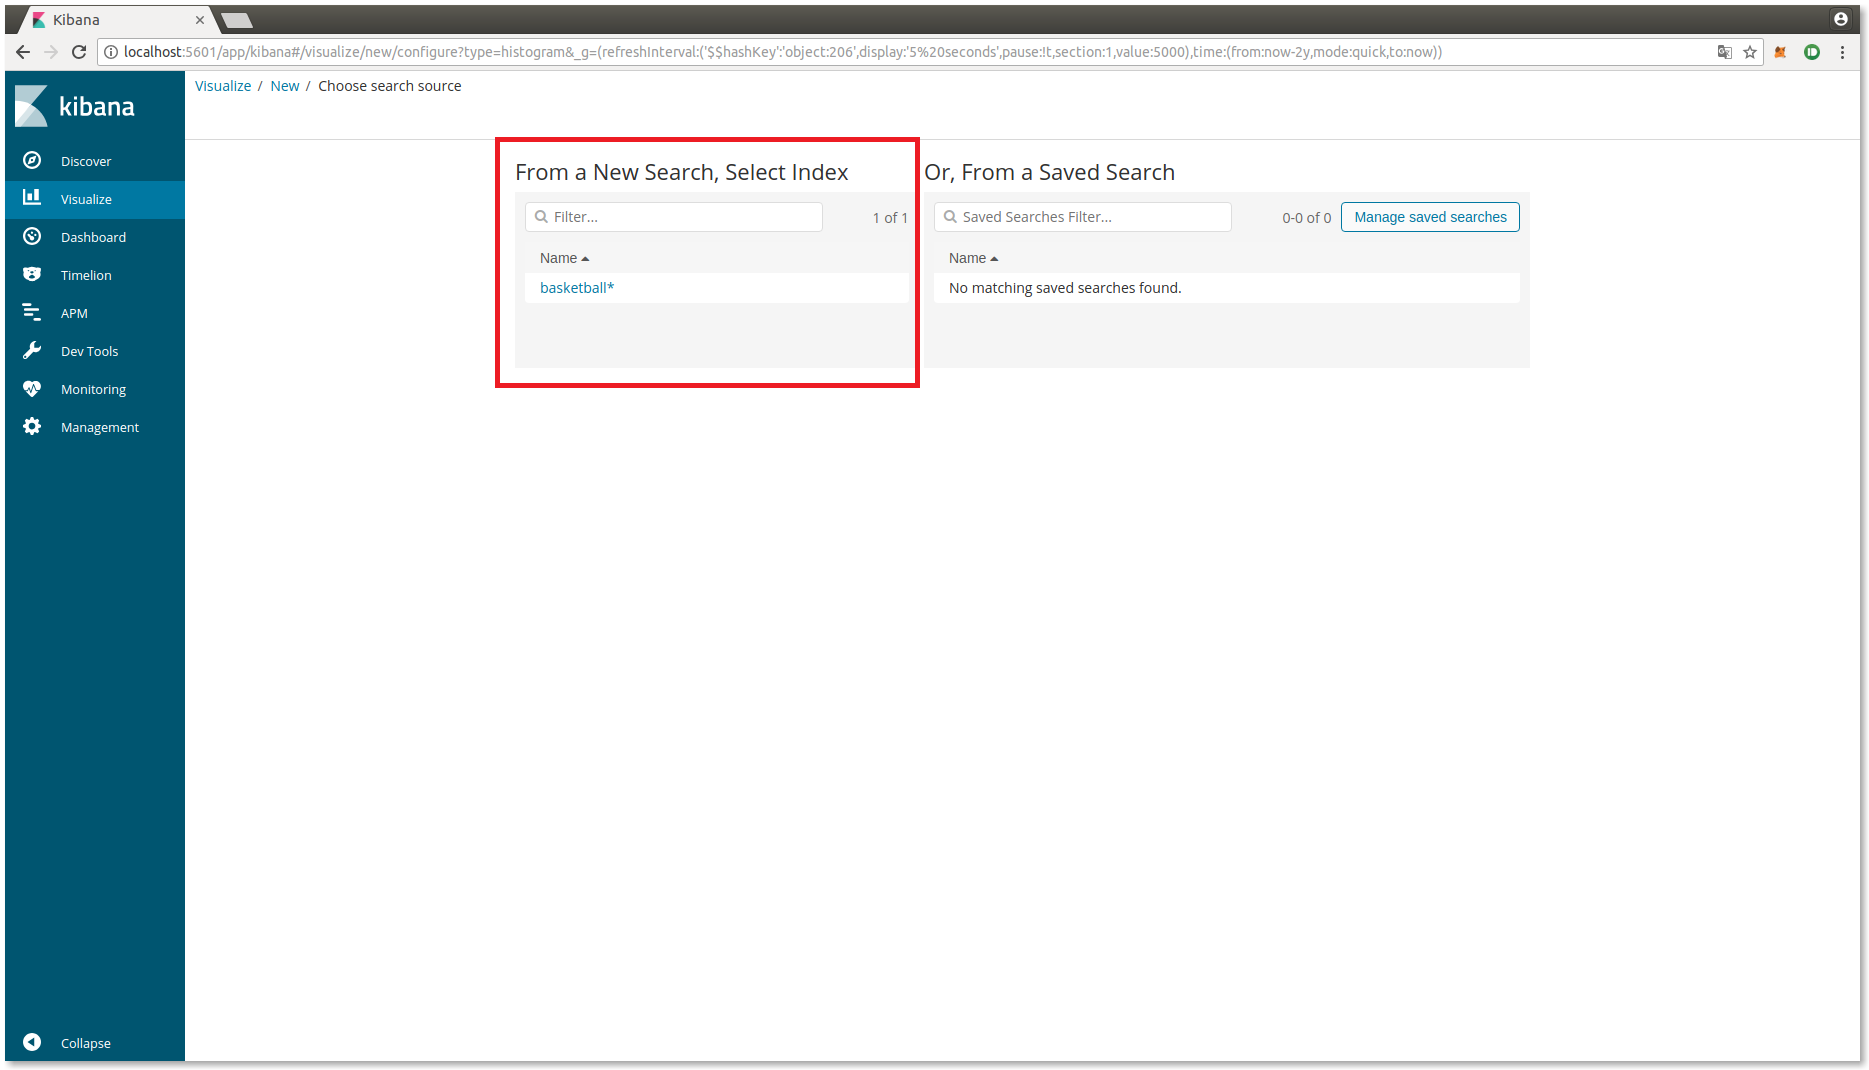 Kibana
localhost:5601/app/kibana#/visualize/new/configure?type=histogram&_g=(refreshInterval:('$$hashKey':'object:206',display:'5%20seconds',pause:!t,section:1,value:5000),time:(from:now-2y,mode:quick,to:now))
kibana
Discover
Visualize
Dashboard
Timelion
APM
Dev Tools
Monitoring
Management
Collapse
Visualize / New / Choose search source
From a New Search, Select Index
Filter...
1 of 1
Name
basketball*
Or, From a Saved Search
Saved Searches Filter...
0-0 of 0
Manage saved searches
Name
No matching saved searches found.